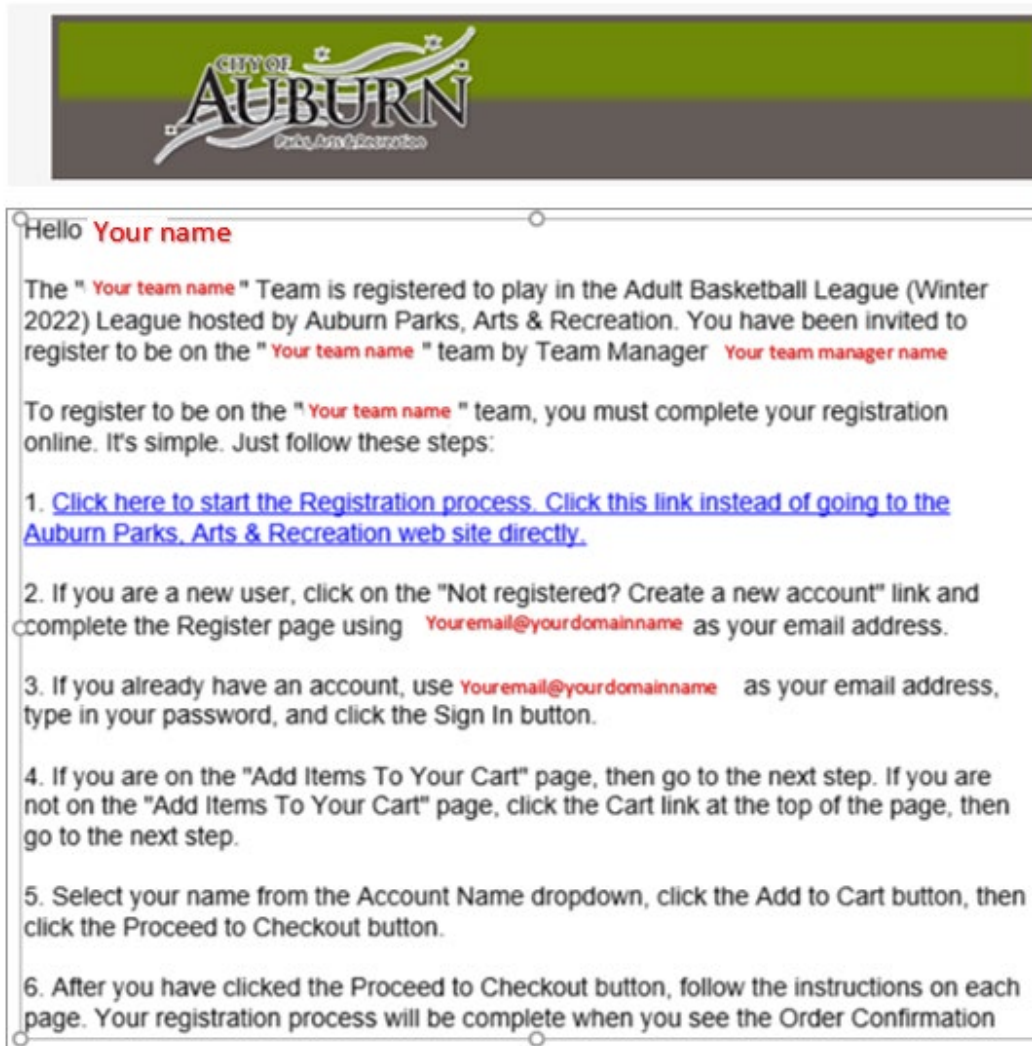 CITY OF
AUBURN
Parks, Arts & Recreation
Hello Your name
The " Your team name " Team is registered to play in the Adult Basketball League (Winter
2022) League hosted by Auburn Parks, Arts & Recreation. You have been invited to
register to be on the " Your team name " team by Team Manager Your team manager name
To register to be on the " Your team name " team, you must complete your registration
online. It's simple. Just follow these steps:
1. Click here to start the Registration process. Click this link instead of going to the
Auburn Parks, Arts & Recreation web site directly.
2. If you are a new user, click on the "Not registered? Create a new account" link and
complete the Register page using Youremail@yourdomainname as your email address.
3. If you already have an account, use Youremail@yourdomainname as your email address,
type in your password, and click the Sign In button.
4. If you are on the "Add Items To Your Cart" page, then go to the next step. If you are
not on the "Add Items To Your Cart" page, click the Cart link at the top of the page, then
go to the next step.
5. Select your name from the Account Name dropdown, click the Add to Cart button, then
click the Proceed to Checkout button.
6. After you have clicked the Proceed to Checkout button, follow the instructions on each
page. Your registration process will be complete when you see the Order Confirmation